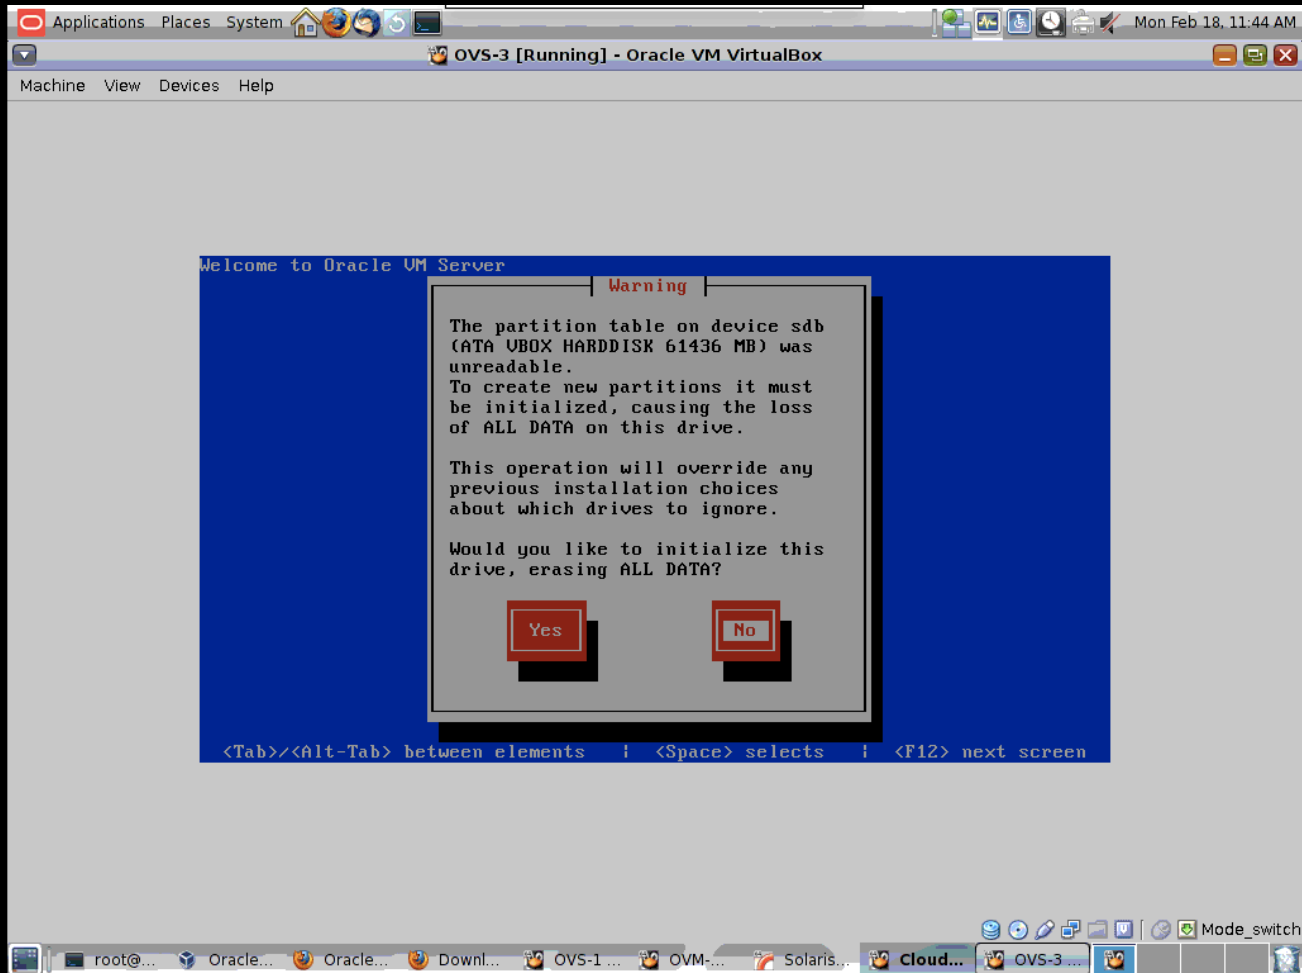 Applications Places System Mon Feb 18, 11:44 AM
OVS-3 [Running] - Oracle VM VirtualBox
Machine View Devices Help
Welcome to Oracle VM Server
Warning
The partition table on device sdb
(ATA VBOX HARDDISK 61436 MB) was
unreadable.
To create new partitions it must
be initialized, causing the loss
of ALL DATA on this drive.
This operation will override any
previous installation choices
about which drives to ignore.
Would you like to initialize this
drive, erasing ALL DATA?
Yes No
<Tab>/<Alt-Tab> between elements | <Space> selects | <F12> next screen
Mode_switch
root@... Oracle... Oracle... Downl... OVS-1 ... OVM-... Solaris... Cloud... OVS-3 ...